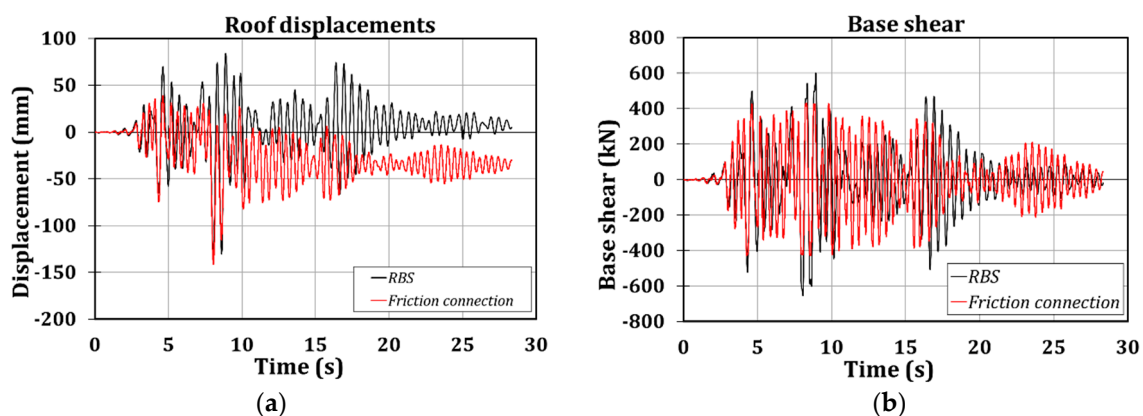 Roof displacements
100
50
0
-50
-100
-150
-200
Displacement (mm)
RBS
Friction connection
0 5 10 15 20 25 30
Time (s)
(a)
Base shear
800
600
400
200
0
-200
-400
-600
-800
Base shear (kN)
RBS
Friction connection
0 5 10 15 20 25 30
Time (s)
(b)